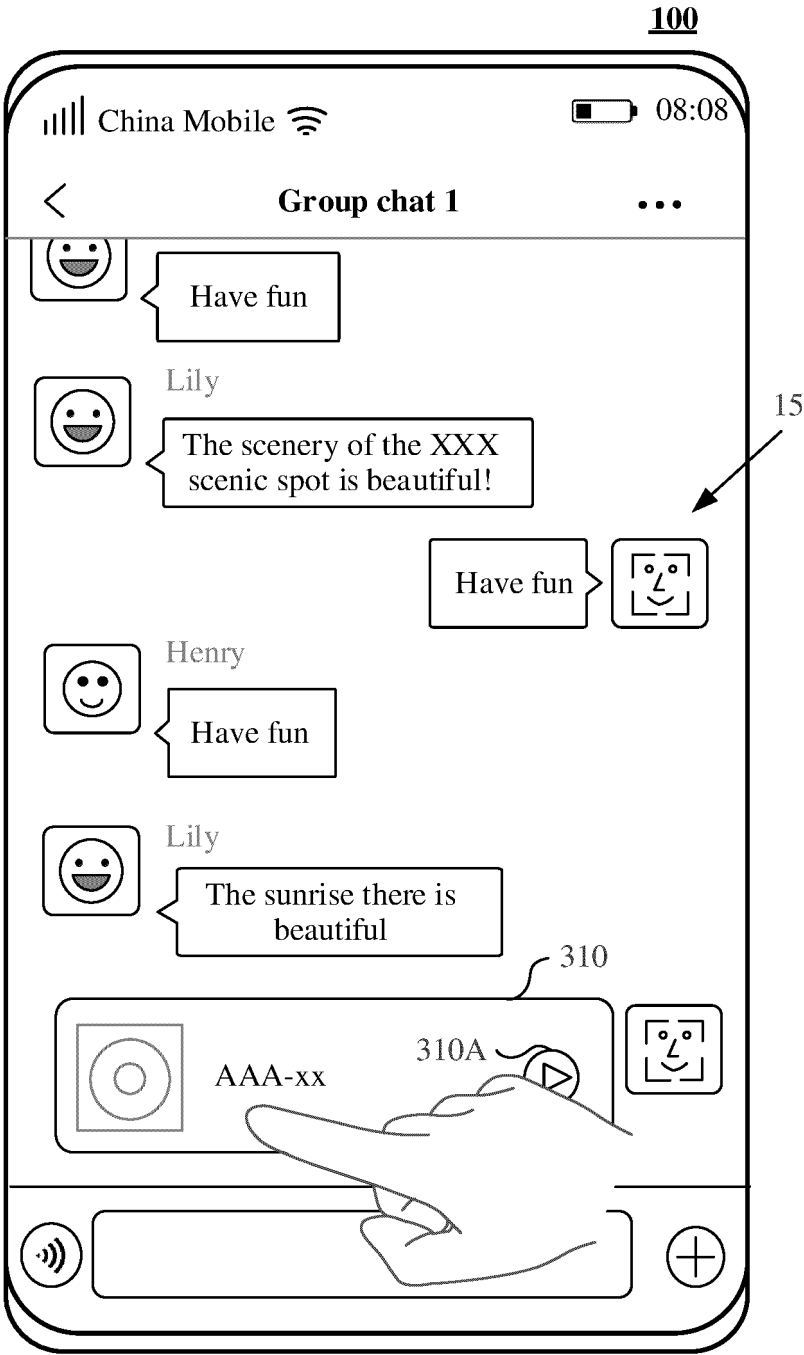 100
China Mobile 08:08
Group chat 1
Have fun
Lily
The scenery of the XXX
scenic spot is beautiful!
15
Have fun
Henry
Have fun
Lily
The sunrise there is
beautiful
310
310A
AAA-xx